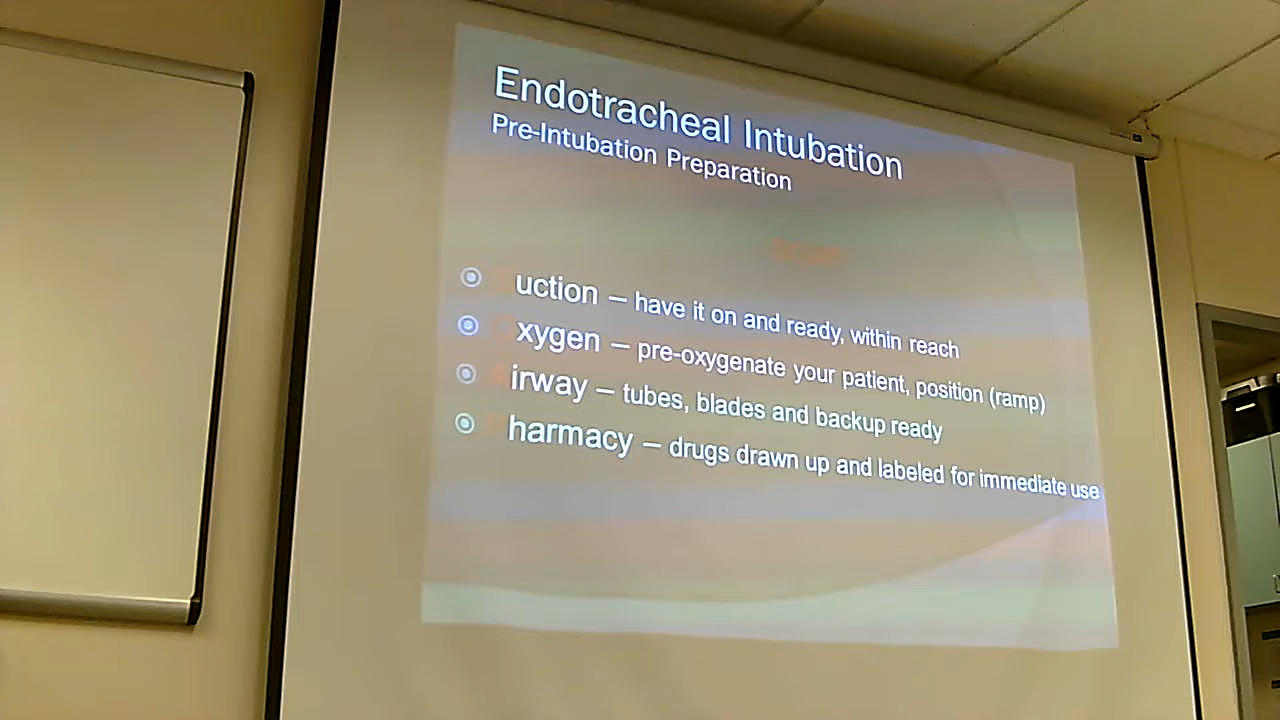 Endotracheal Intubation
Pre-Intubation Preparation
uction – have it on and ready, within reach
xygen – pre-oxygenate your patient, position (ramp)
irway – tubes, blades and backup ready
harmacy – drugs drawn up and labeled for immediate use